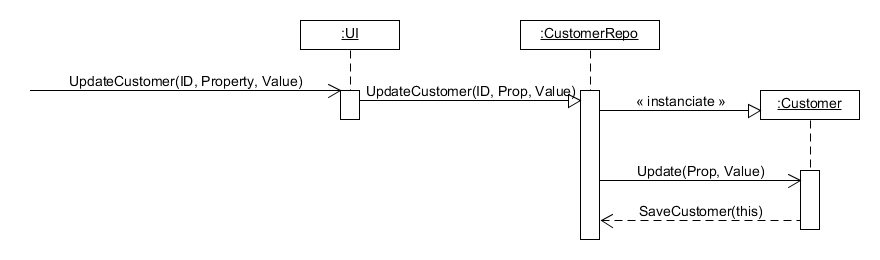 :UI
:CustomerRepo
UpdateCustomer(ID, Property, Value)
UpdateCustomer(ID, Prop, Value)
« instanciate »
:Customer
Update(Prop, Value)
SaveCustomer(this)